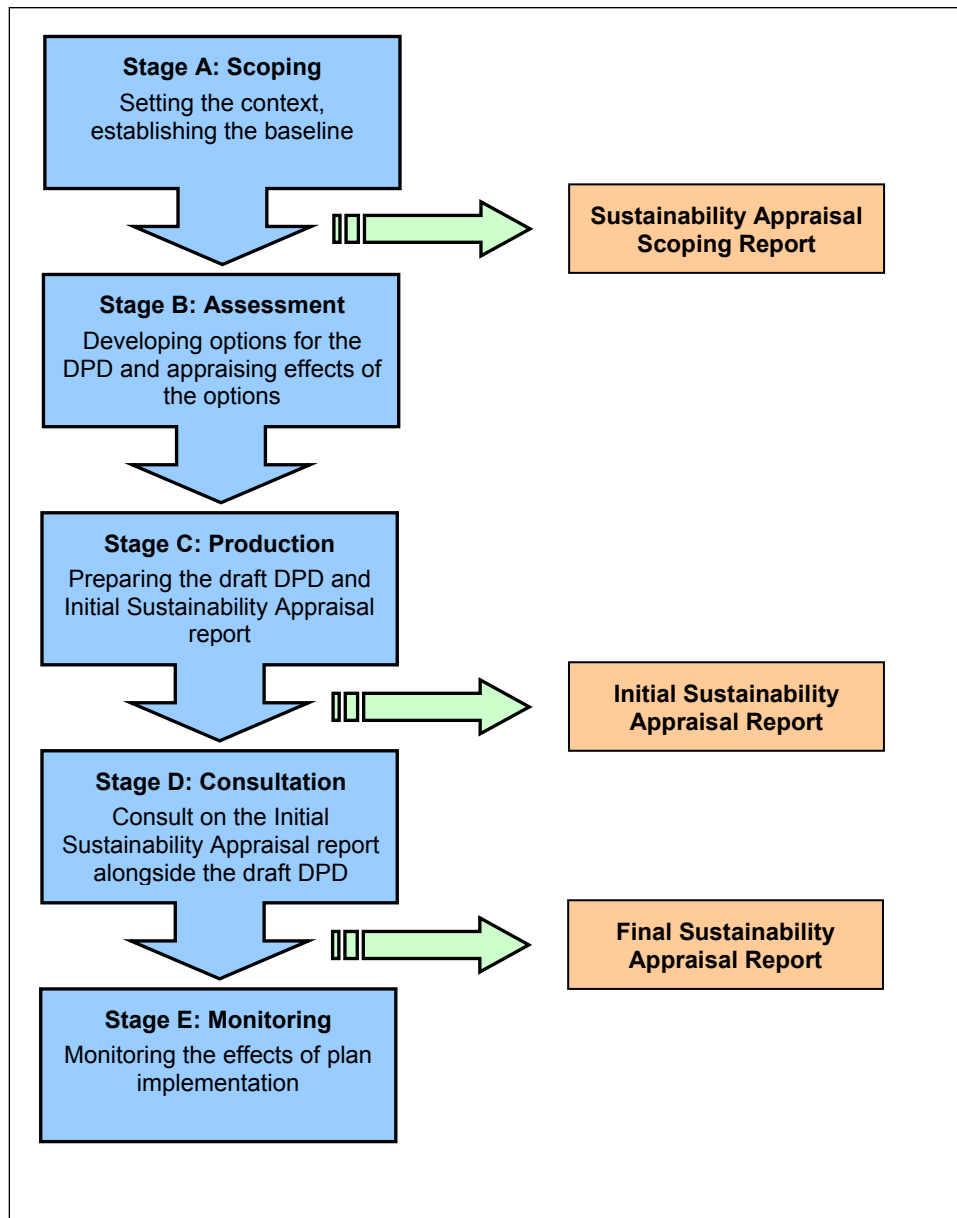 Stage A: Scoping
Setting the context,
establishing the baseline
Sustainability Appraisal
Scoping Report
Stage B: Assessment
Developing options for the
DPD and appraising effects of
the options
Stage C: Production
Preparing the draft DPD and
Initial Sustainability Appraisal
report
Initial Sustainability
Appraisal Report
Stage D: Consultation
Consult on the Initial
Sustainability Appraisal report
alongside the draft DPD
Final Sustainability
Appraisal Report
Stage E: Monitoring
Monitoring the effects of plan
implementation